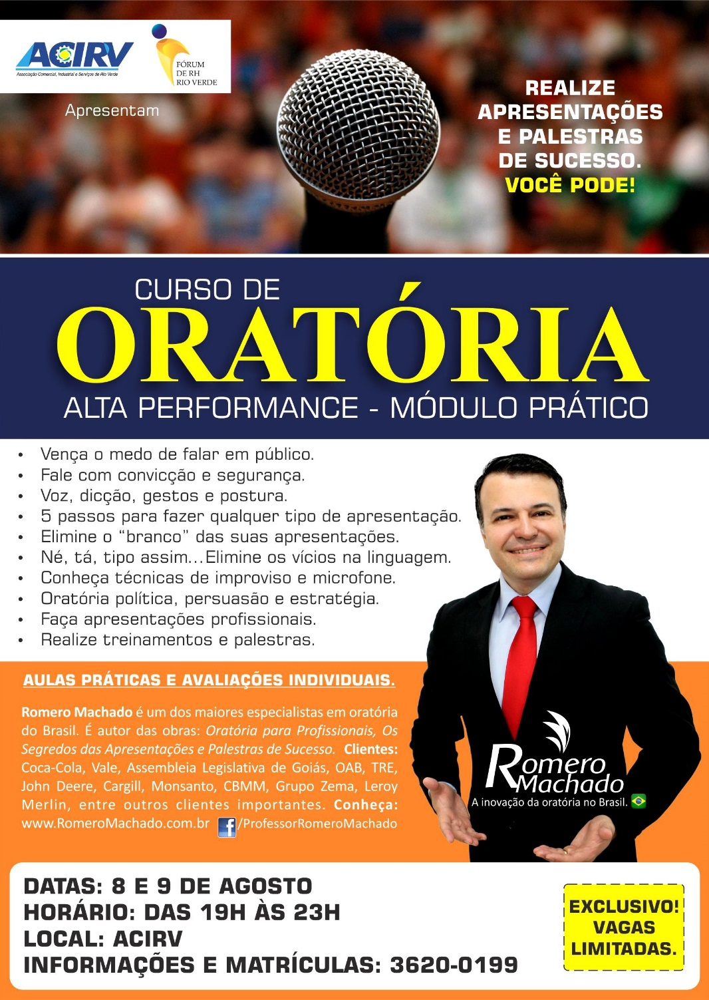 ACIRV
Associação Comercial, Industrial e Serviços de Rio Verde
FÓRUM
DE RH
RIO VERDE
Apresentam
REALIZE
APRESENTAÇÕES
E PALESTRAS
DE SUCESSO.
VOCÊ PODE!
CURSO DE
ORATÓRIA
ALTA PERFORMANCE - MÓDULO PRÁTICO
• Vença o medo de falar em público.
• Fale com convicção e segurança.
• Voz, dicção, gestos e postura.
• 5 passos para fazer qualquer tipo de apresentação.
• Elimine o “branco” das suas apresentações.
• Né, tá, tipo assim...Elimine os vícios na linguagem.
• Conheça técnicas de improviso e microfone.
• Oratória política, persuasão e estratégia.
• Faça apresentações profissionais.
• Realize treinamentos e palestras.
AULAS PRÁTICAS E AVALIAÇÕES INDIVIDUAIS.
Romero Machado é um dos maiores especialistas em oratória
do Brasil. É autor das obras: Oratória para Profissionais, Os
Segredos das Apresentações e Palestras de Sucesso. Clientes:
Coca-Cola, Vale, Assembleia Legislativa de Goiás, OAB, TRE,
John Deere, Cargill, Monsanto, CBMM, Grupo Zema, Leroy
Merlin, entre outros clientes importantes. Conheça:
www.RomeroMachado.com.br f/ProfessorRomeroMachado
Romero
Machado
A inovação da oratória no Brasil.
DATAS: 8 E 9 DE AGOSTO
HORÁRIO: DAS 19H ÀS 23H
LOCAL: ACIRV
INFORMAÇÕES E MATRÍCULAS: 3620-0199
EXCLUSIVO!
VAGAS
LIMITADAS.